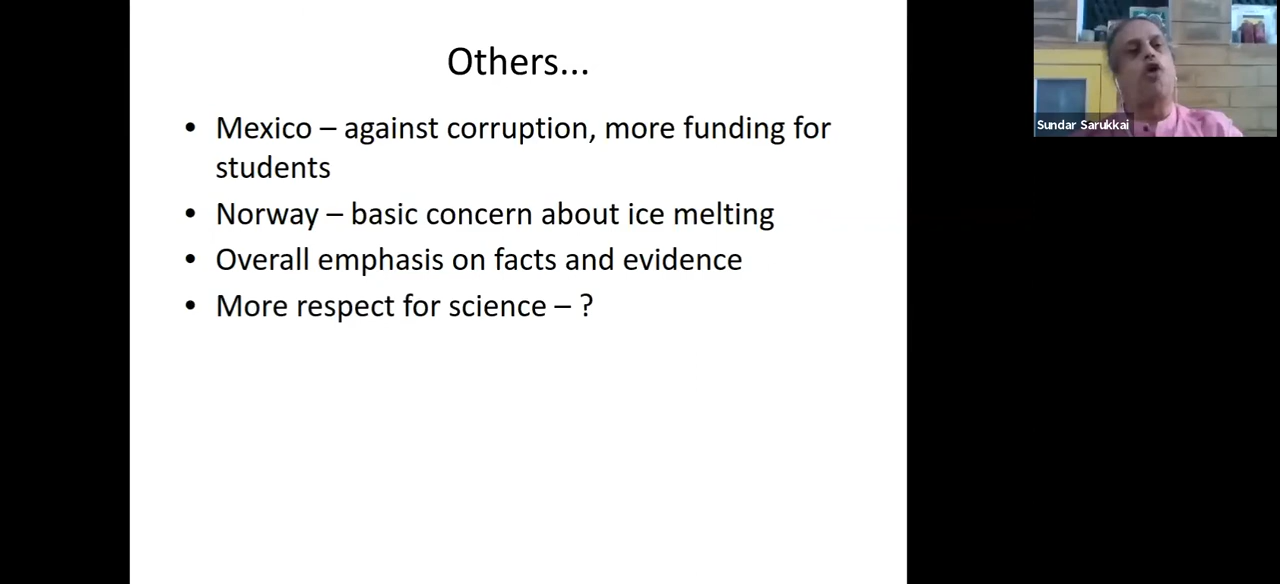 Others...
• Mexico – against corruption, more funding for
students
• Norway – basic concern about ice melting
• Overall emphasis on facts and evidence
• More respect for science – ?
Sundar Sarukkai